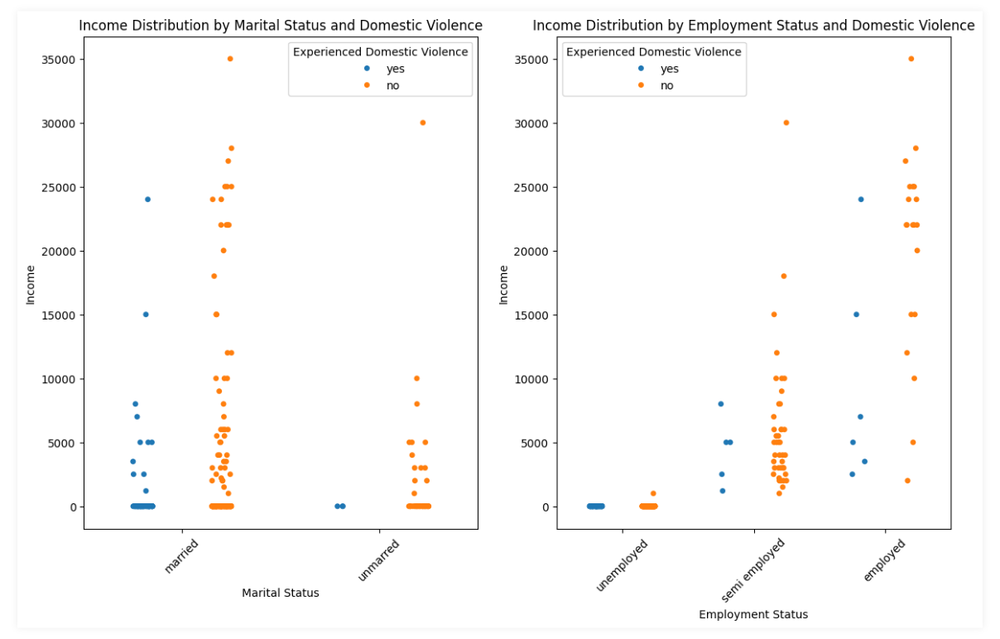 Income Distribution by Marital Status and Domestic Violence
Experienced Domestic Violence
yes
no
35000
30000
25000
20000
15000
10000
5000
0
Income
married
unmarred
Marital Status
Income Distribution by Employment Status and Domestic Violence
Experienced Domestic Violence
yes
no
35000
30000
25000
20000
15000
10000
5000
0
Income
unemployed
semi employed
employed
Employment Status